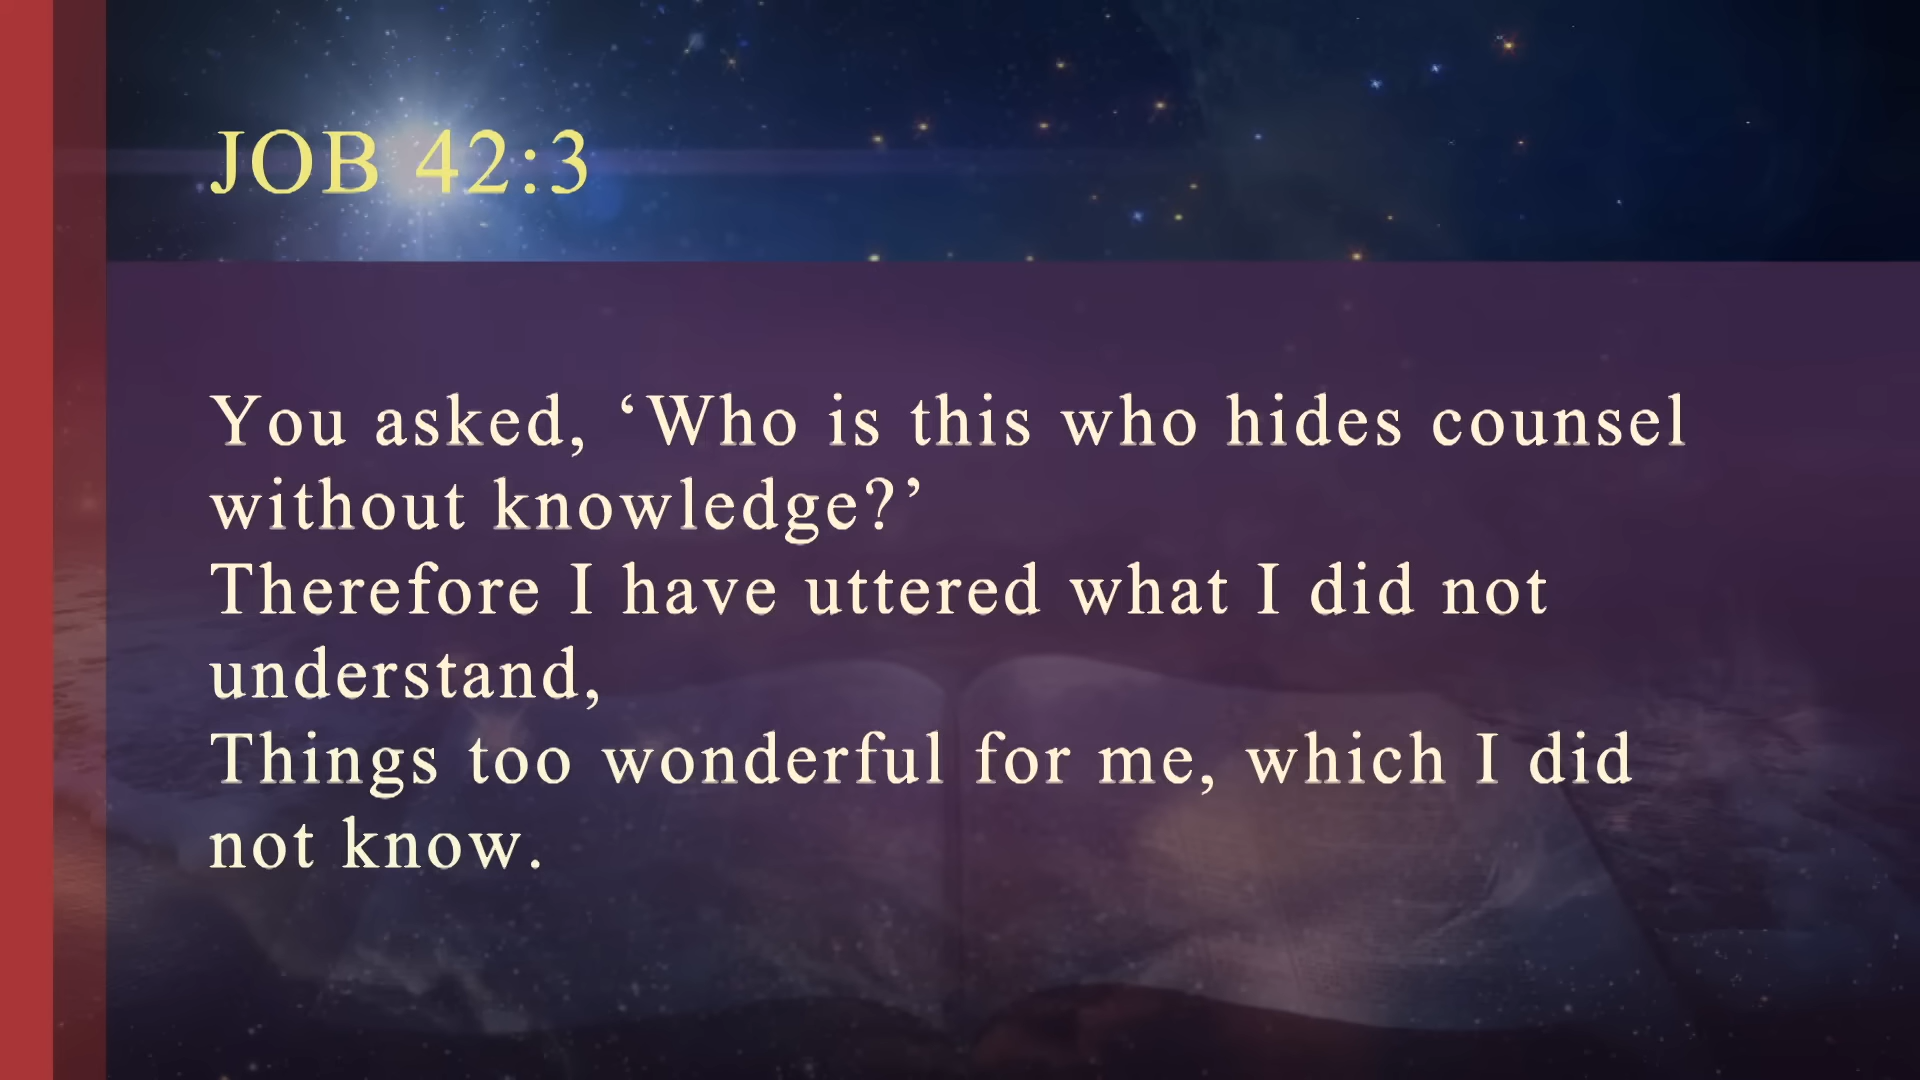 JOB 42:3
You asked, ‘Who is this who hides counsel
without knowledge?’
Therefore I have uttered what I did not
understand,
Things too wonderful for me, which I did
not know.